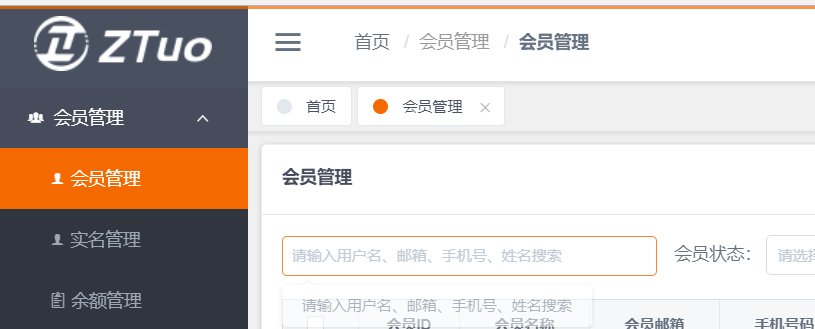 ZTuo
首页 / 会员管理 / 会员管理
首页
会员管理
会员管理
会员管理
实名管理
余额管理
会员管理
请输入用户名、邮箱、手机号、姓名搜索
会员状态：
请选择
请输入用户名、邮箱、手机号、姓名搜索
会员ID
会员名称
会员邮箱
手机号码